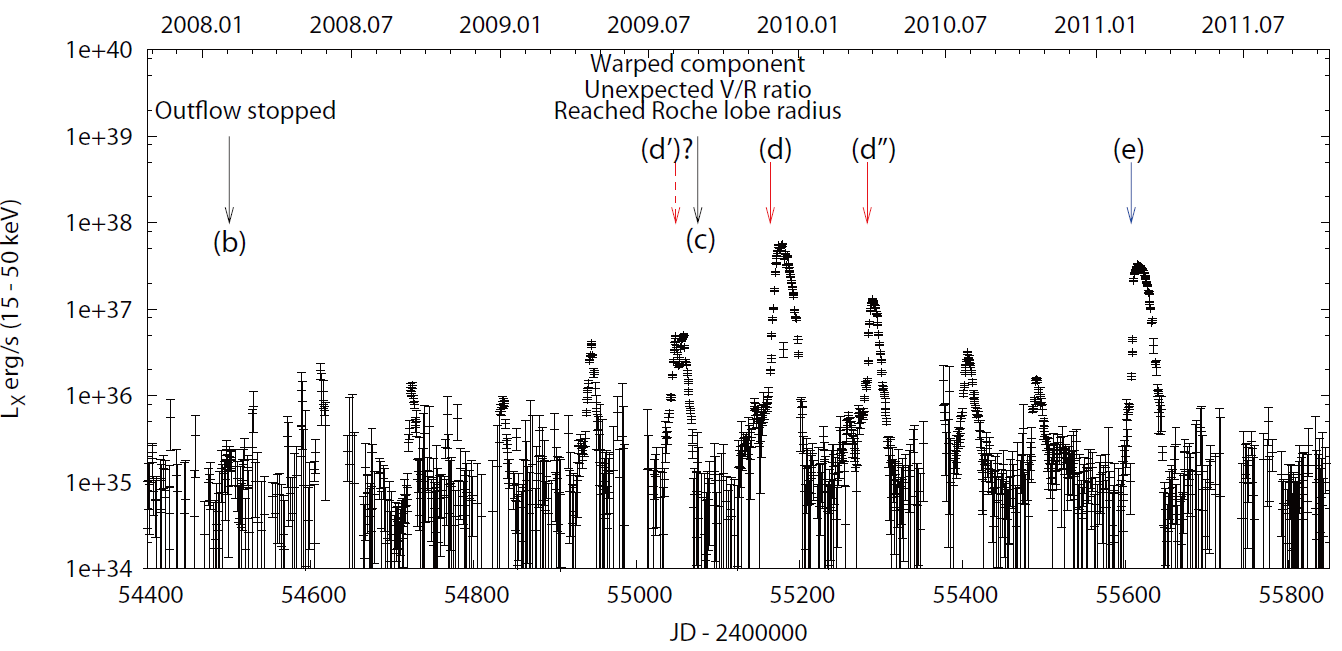 2008.01 2008.07 2009.01 2009.07 2010.01 2010.07 2011.01 2011.07
1e+40
Warped component
Unexpected V/R ratio
Outflow stopped Reached Roche lobe radius
1e+39
(d')? (d) (d'') (e)
1e+38
(b) (c)
1e+37
1e+36
1e+35
1e+34
LX erg/s (15 - 50 keV)
54400 54600 54800 55000 55200 55400 55600 55800
JD - 2400000